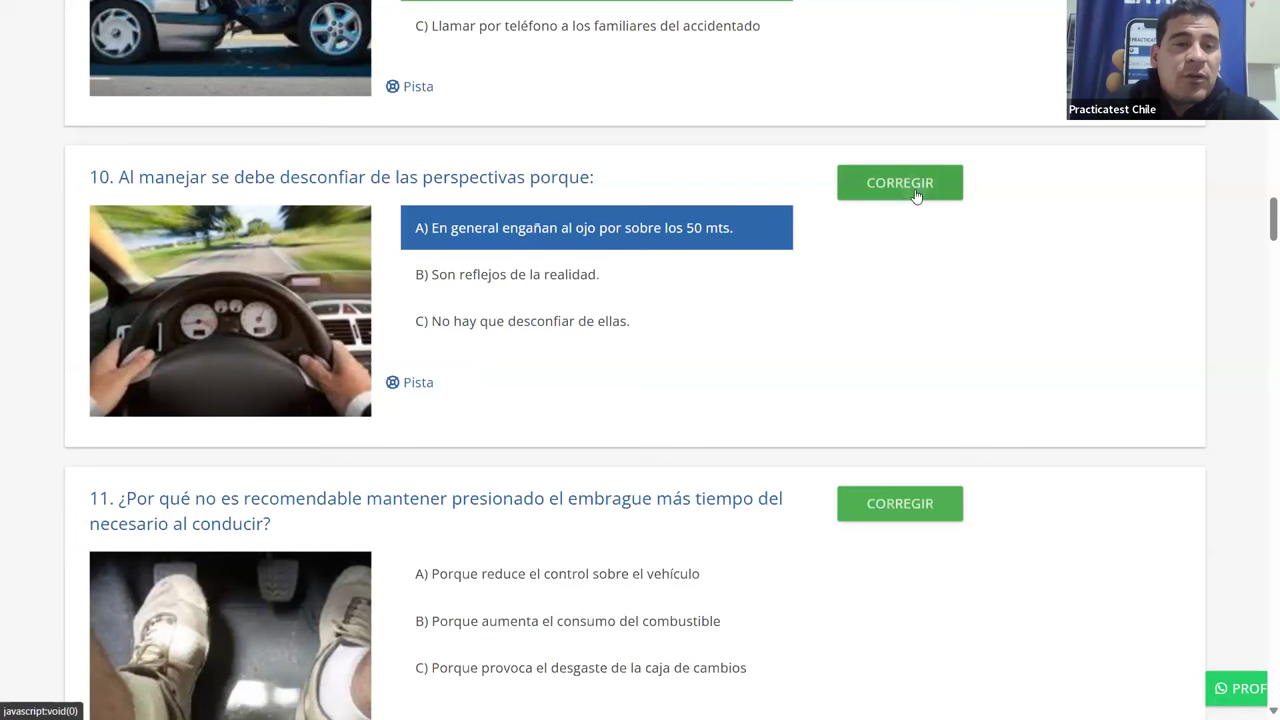 LA A
PRACTICAT
C) Llamar por teléfono a los familiares del accidentado
Pista
Practicatest Chile
10. Al manejar se debe desconfiar de las perspectivas porque:
CORREGIR
A) En general engañan al ojo por sobre los 50 mts.
B) Son reflejos de la realidad.
C) No hay que desconfiar de ellas.
Pista
11. ¿Por qué no es recomendable mantener presionado el embrague más tiempo del
necesario al conducir?
CORREGIR
A) Porque reduce el control sobre el vehículo
B) Porque aumenta el consumo del combustible
C) Porque provoca el desgaste de la caja de cambios
PROF
javascript:void(0)